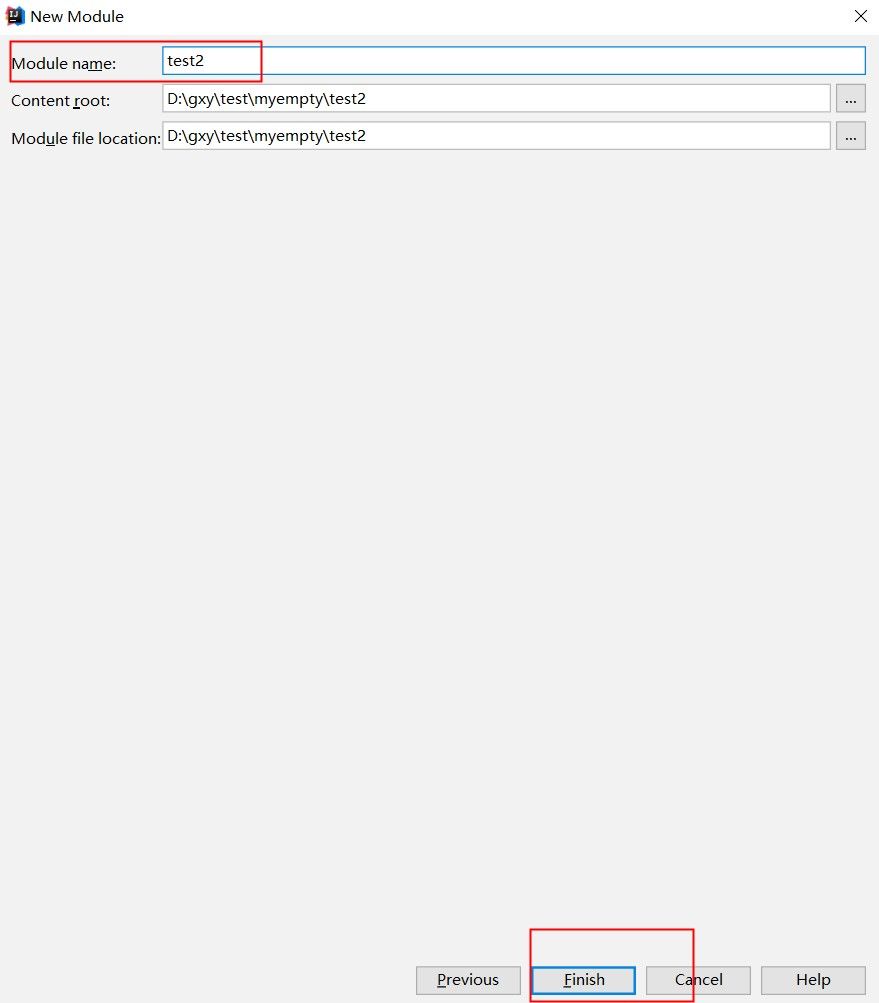 New Module
Module name: test2
Content root: D:\gxy\test\myempty\test2 ...
Module file location: D:\gxy\test\myempty\test2 ...
Previous Finish Cancel Help